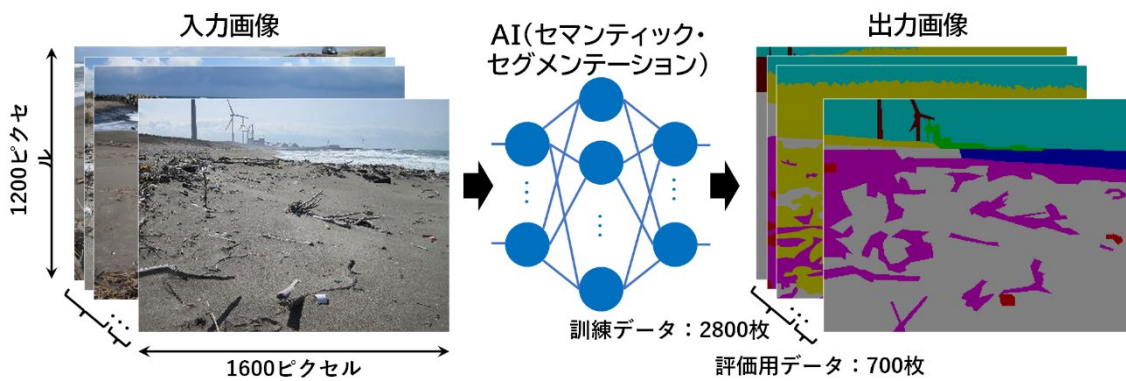 入力画像
AI(セマンティック・
セグメンテーション)
出力画像
1200ピクセ
ル
訓練データ：2800枚
1600ピクセル
評価用データ：700枚